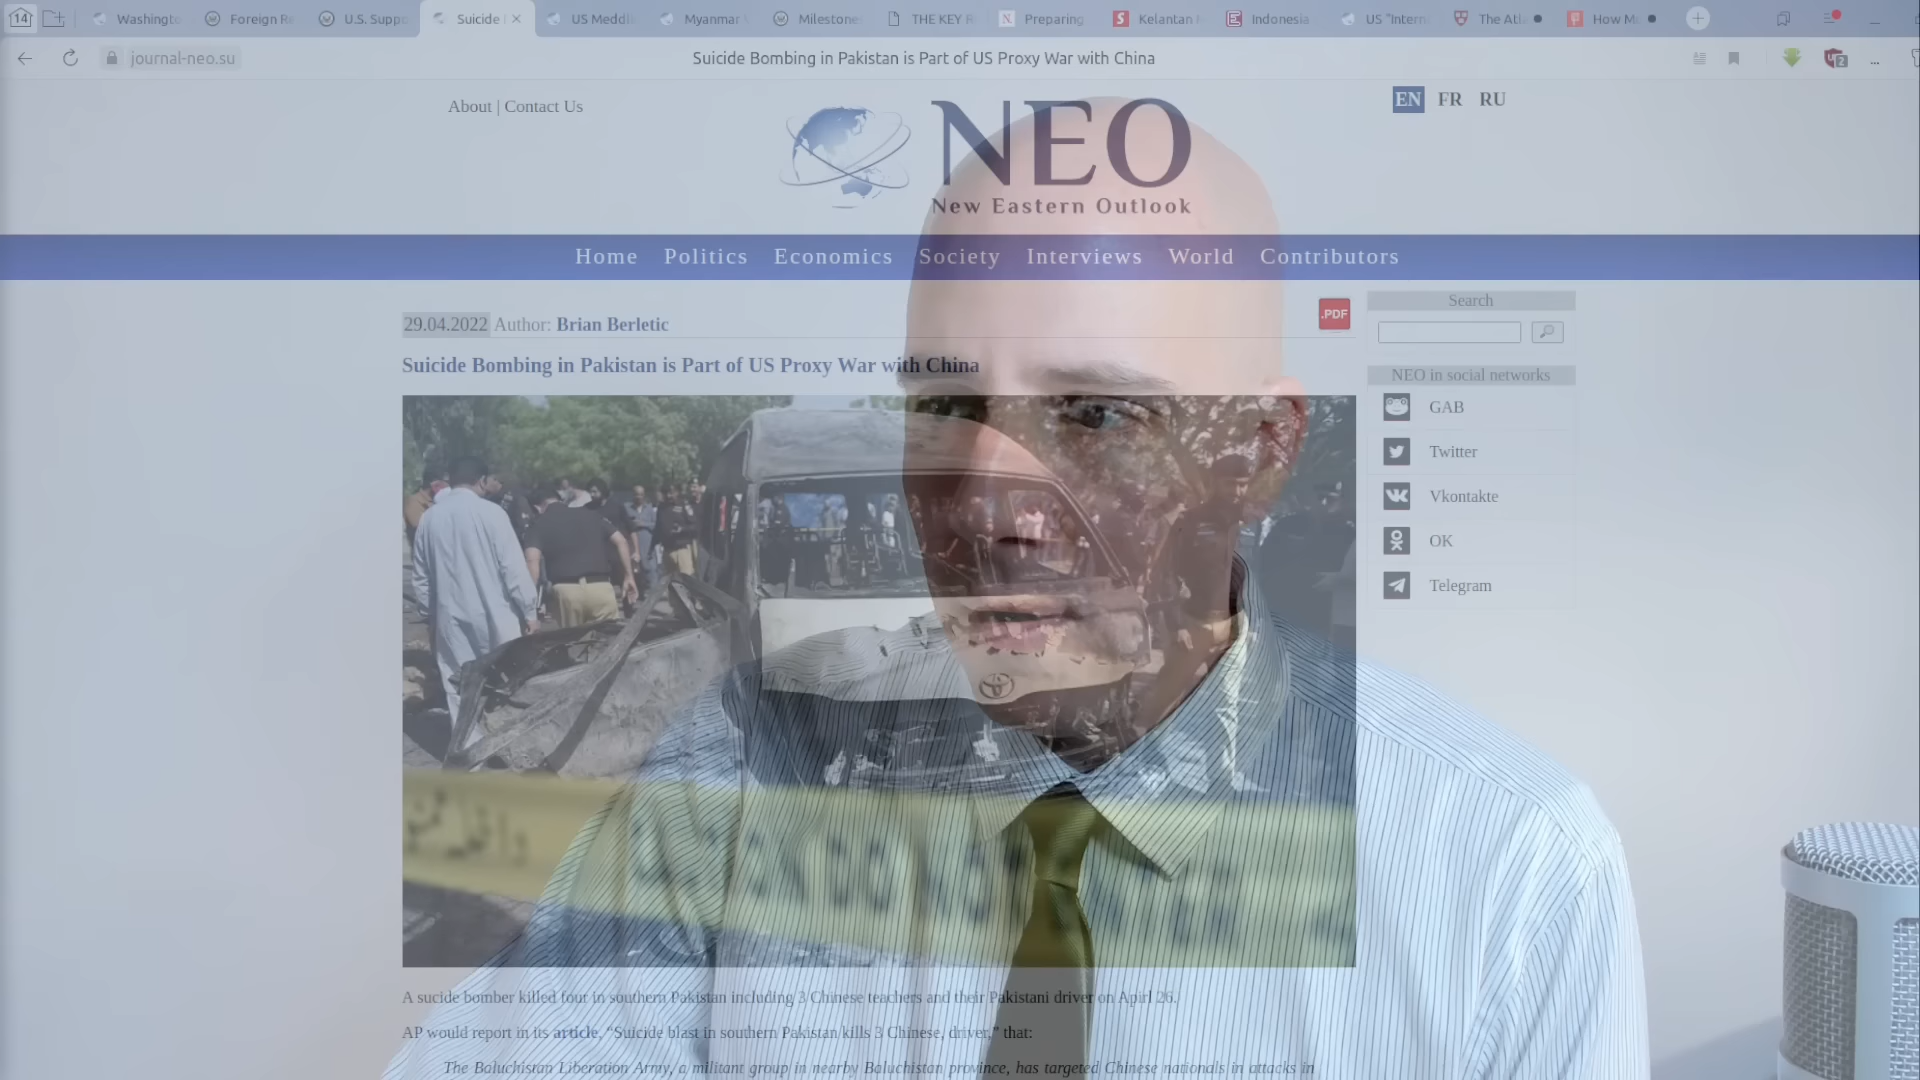 14
Washingto
Foreign Re
U.S. Suppo
Suicide
US Meddl
Myanmar
Milestone
THE KEY R
Preparing
Kelantan
Indonesia
US "Intern
The Atl
How M
journal-neo.su
Suicide Bombing in Pakistan is Part of US Proxy War with China
2
About | Contact Us
NEO
New Eastern Outlook
EN FR RU
Home Politics Economics Society Interviews World Contributors
29.04.2022 Author: Brian Berletic
.PDF
Search
Suicide Bombing in Pakistan is Part of US Proxy War with China
NEO in social networks
GAB
Twitter
Vkontakte
OK
Telegram
A sucide bomber killed four in southern Pakistan including 3 Chinese teachers and their Pakistani driver on Apirl 26.
AP would report in its article, “Suicide blast in southern Pakistan kills 3 Chinese, driver,” that:
The Baluchistan Liberation Army, a militant group in nearby Baluchistan province, has targeted Chinese nationals in attacks in